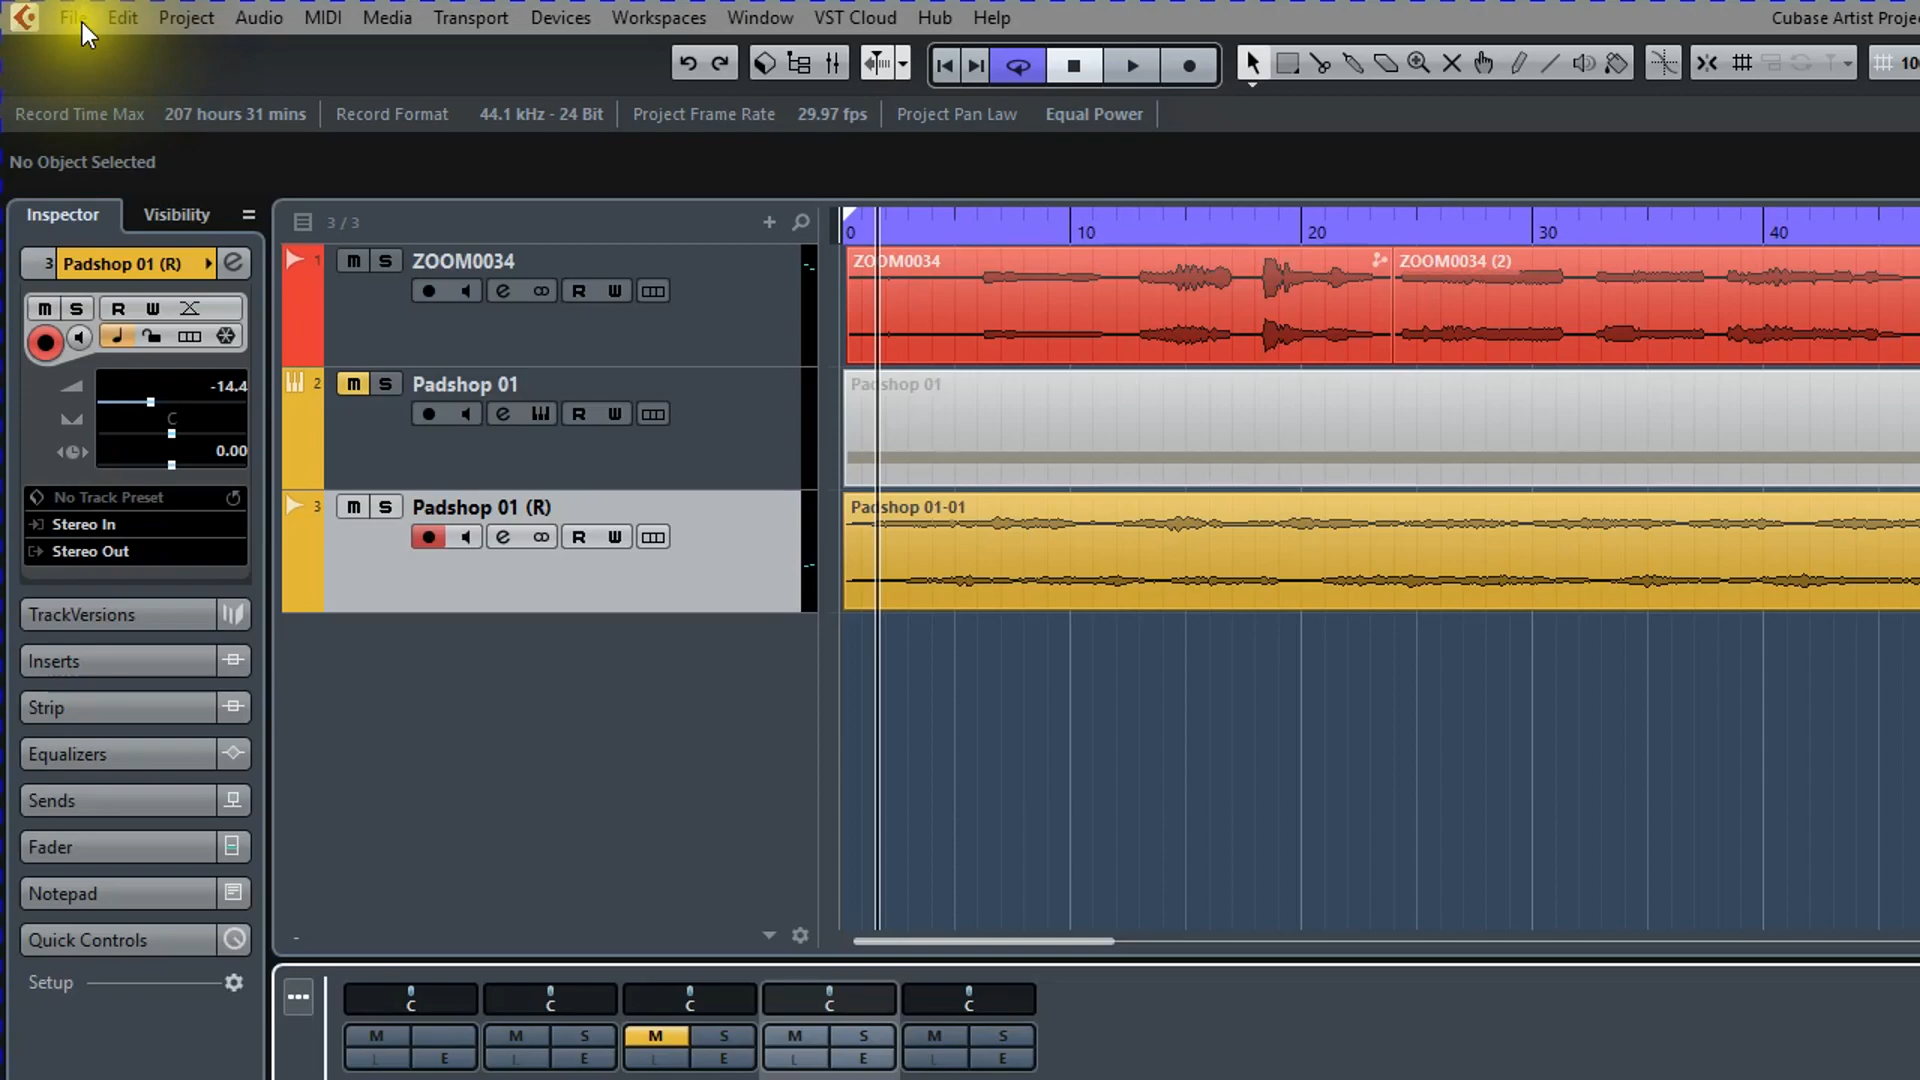 File Edit Project Audio MIDI Media Transport Devices Workspaces Window VST Cloud Hub Help Cubase Artist Proje
Record Time Max 207 hours 31 mins Record Format 44.1 kHz - 24 Bit Project Frame Rate 29.97 fps Project Pan Law Equal Power
No Object Selected
Inspector Visibility
3 / 3
0 10 20 30 40
3 Padshop 01 (R) e
M S R W
-14.4
C
0.00
No Track Preset
Stereo In
Stereo Out
TrackVersions
Inserts
Strip
Equalizers
Sends
Fader
Notepad
Quick Controls
Setup
1 m S ZOOM0034
e R W
ZOOM0034 ZOOM0034 (2)
2 m S Padshop 01
e R W
Padshop 01
3 m S Padshop 01 (R)
e R W
Padshop 01-01
C C C C C
M M S M S M S M S
L E L E L E L E L E